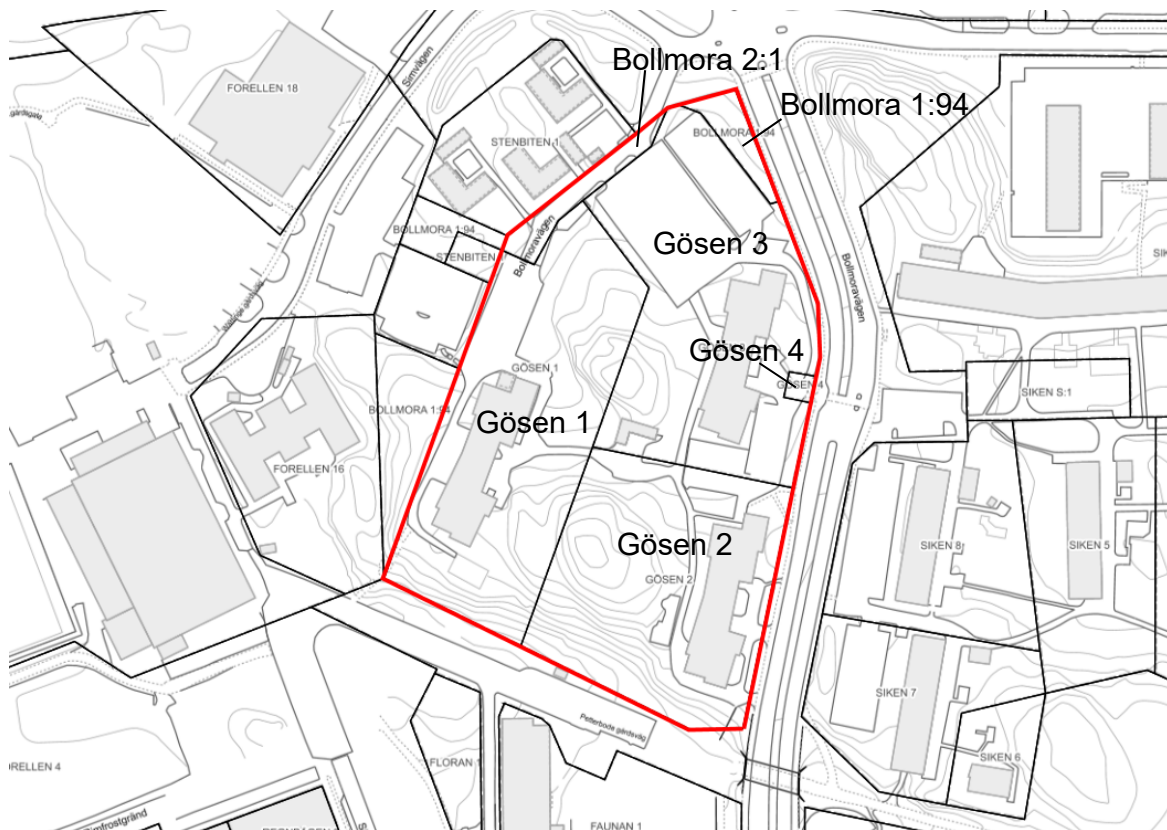 Bollmora 2:1
Simvägen
FORELLEN 18
Bollmora 1:94
BOLLMORA 1:94
STENBITEN 1
BOLLMORA 1:94
Gösen 3
STENBITEN
Bollmoravägen
Bollmoravägen
Gösen 4
GÖSEN 1
GÖSEN 4
SIKEN S:1
BOLLMORA 1:94
Gösen 1
FORELLEN 16
Gösen 2
SIKEN 8
SIKEN 5
GÖSEN 2
SIKEN 7
Petterbode gårdsväg
SIKEN 6
FLORAN 1
ORELLEN 4
FAUNAN 1